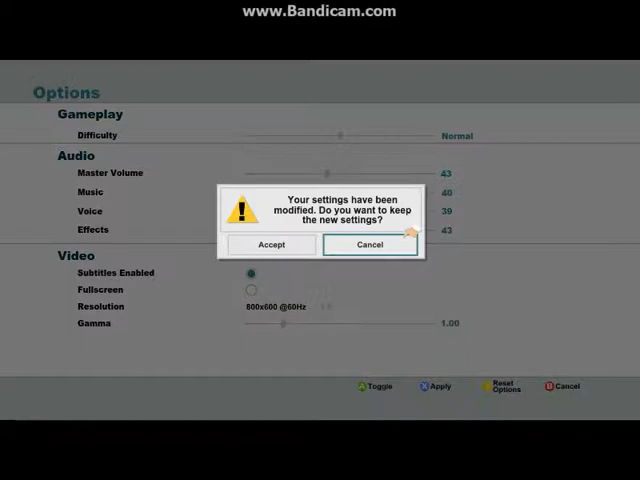 www.Bandicam.com
Options
Gameplay
Difficulty
Normal
Audio
Master Volume
43
Music
40
Voice
39
Effects
43
Your settings have been
modified. Do you want to keep
the new settings?
Accept
Cancel
Video
Subtitles Enabled
Fullscreen
Resolution
800x600 @60Hz
Gamma
1.00
A Toggle
X Apply
Reset
Options
B Cancel